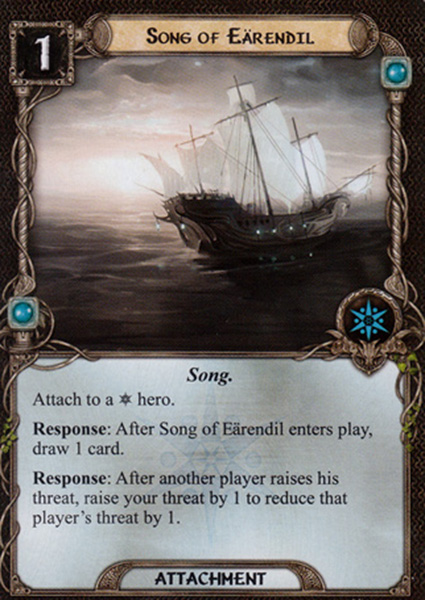 1
Song of Eärendil
Song.
Attach to a hero.
Response: After Song of Eärendil enters play,
draw 1 card.
Response: After another player raises his
threat, raise your threat by 1 to reduce that
player's threat by 1.
Attachment